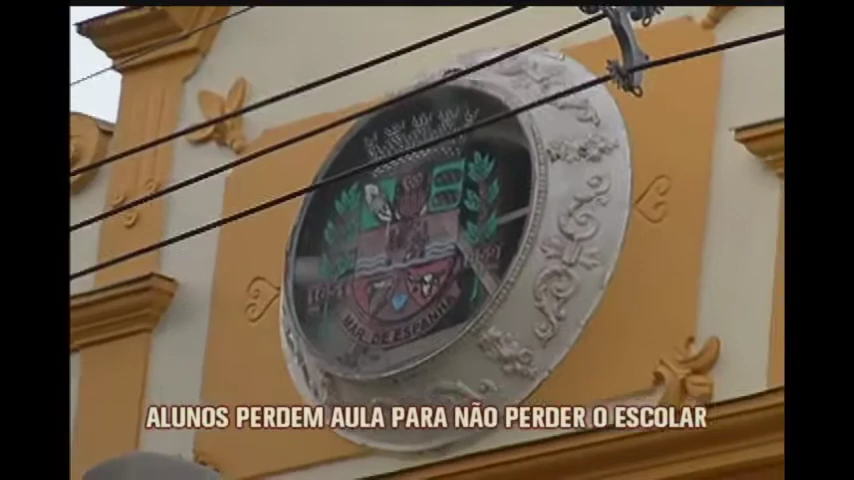 MAR DE ESPANHA
ALUNOS PERDEM AULA PARA NÃO PERDER O ESCOLAR